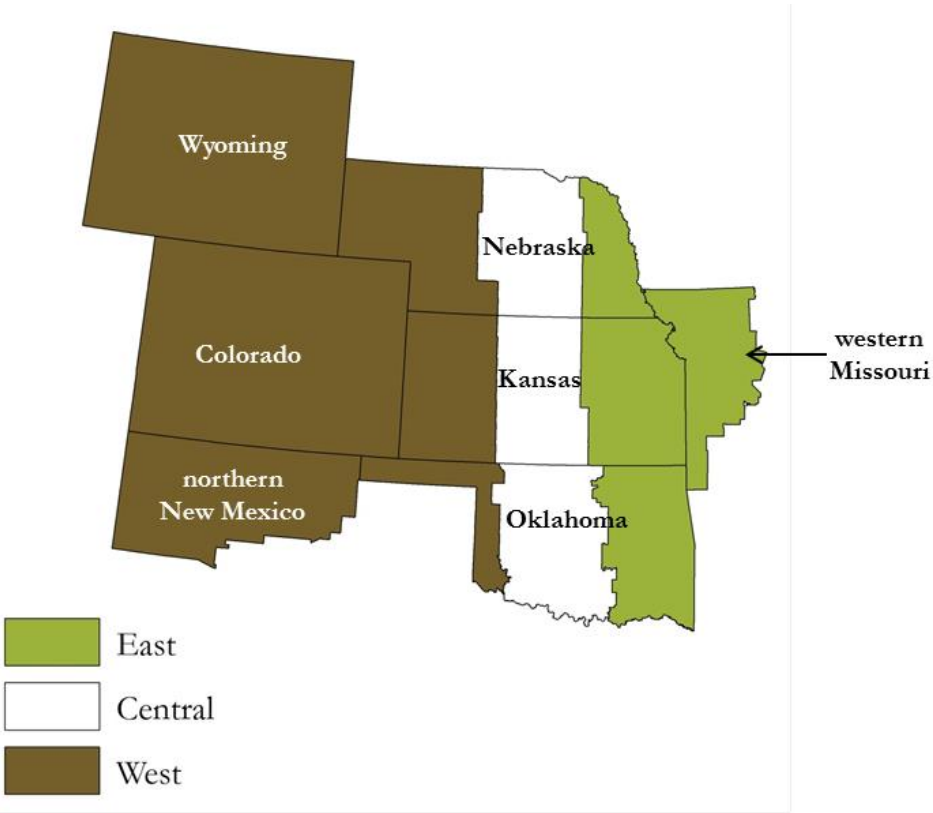 Wyoming
Nebraska
western
Missouri
Colorado
Kansas
northern
New Mexico
Oklahoma
East
Central
West